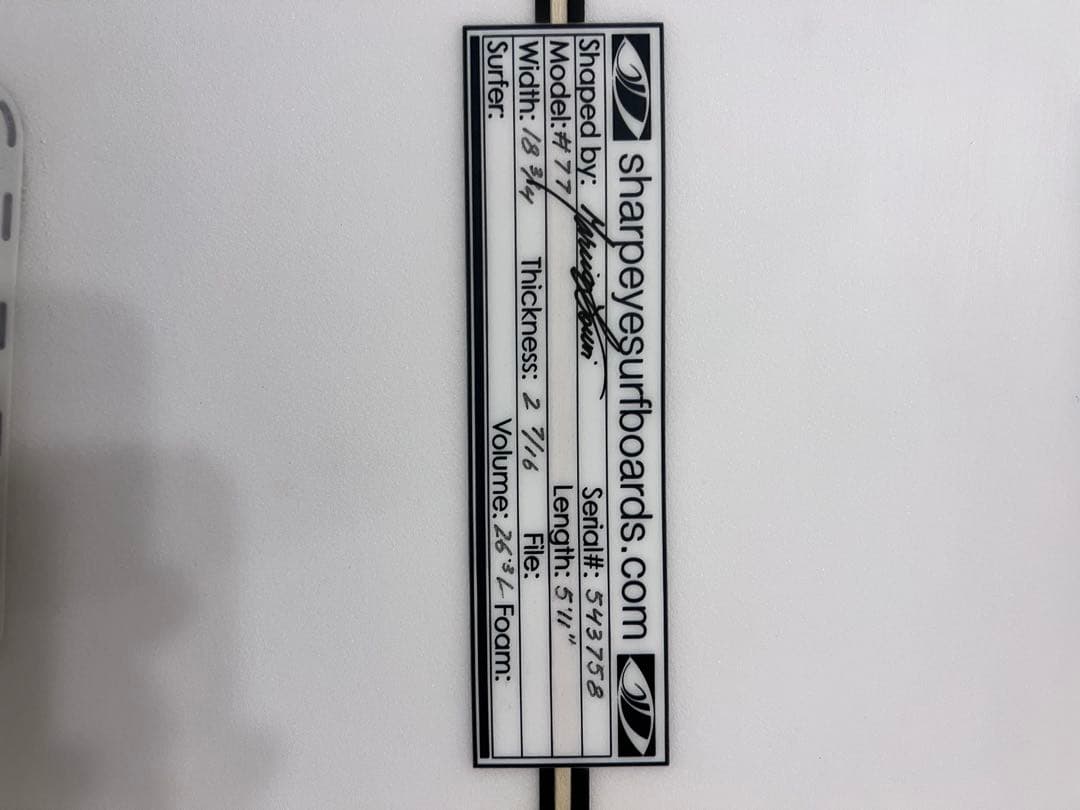 sharpeyesurfboards.com
Shaped by: Serial#: 543758
Model: #77 Length: 5'11"
Width: 18 3/4 Thickness: 2 7/16 File:
Surfer: Volume: 26.3L Foam: